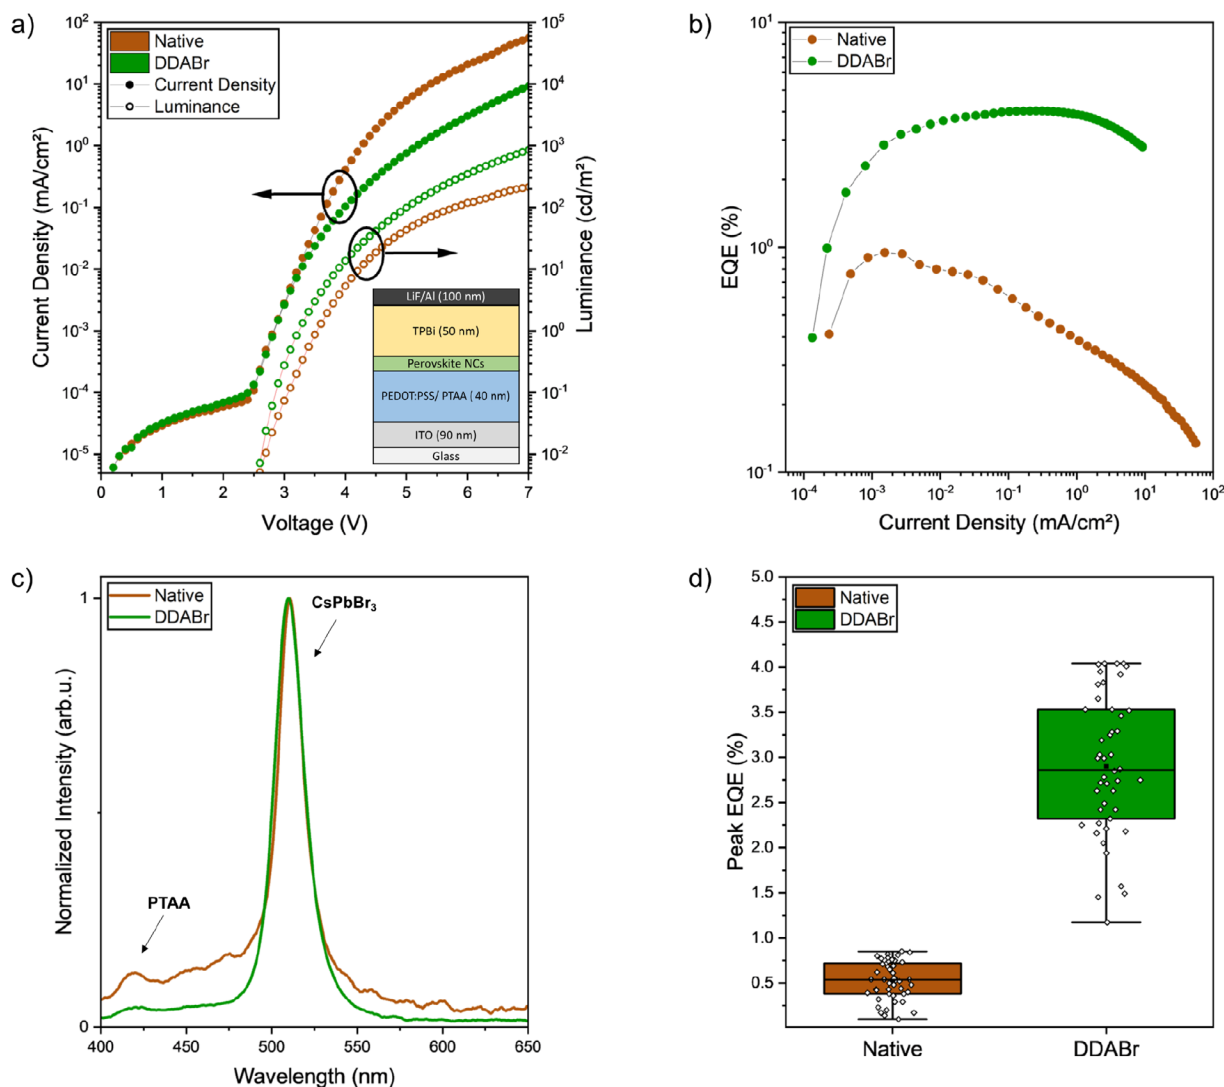 a)
Native
DDABr
Current Density
Luminance
10²
10¹
10⁰
10⁻¹
10⁻²
10⁻³
10⁻⁴
10⁻⁵
Current Density (mA/cm²)
10⁵
10⁴
10³
10²
10¹
10⁰
10⁻¹
10⁻²
Luminance (cd/m²)
LiF/Al (100 nm)
TPBi (50 nm)
Perovskite NCs
PEDOT:PSS/ PTAA (40 nm)
ITO (90 nm)
Glass
0 1 2 3 4 5 6 7
Voltage (V)
b)
Native
DDABr
10¹
10⁰
10⁻¹
EQE (%)
10⁻⁴ 10⁻³ 10⁻² 10⁻¹ 10⁰ 10¹ 10²
Current Density (mA/cm²)
c)
Native
DDABr
CsPbBr₃
PTAA
1
0
Normalized Intensity (arb.u.)
400 450 500 550 600 650
Wavelength (nm)
d)
Native
DDABr
5.0
4.5
4.0
3.5
3.0
2.5
2.0
1.5
1.0
0.5
Peak EQE (%)
Native DDABr